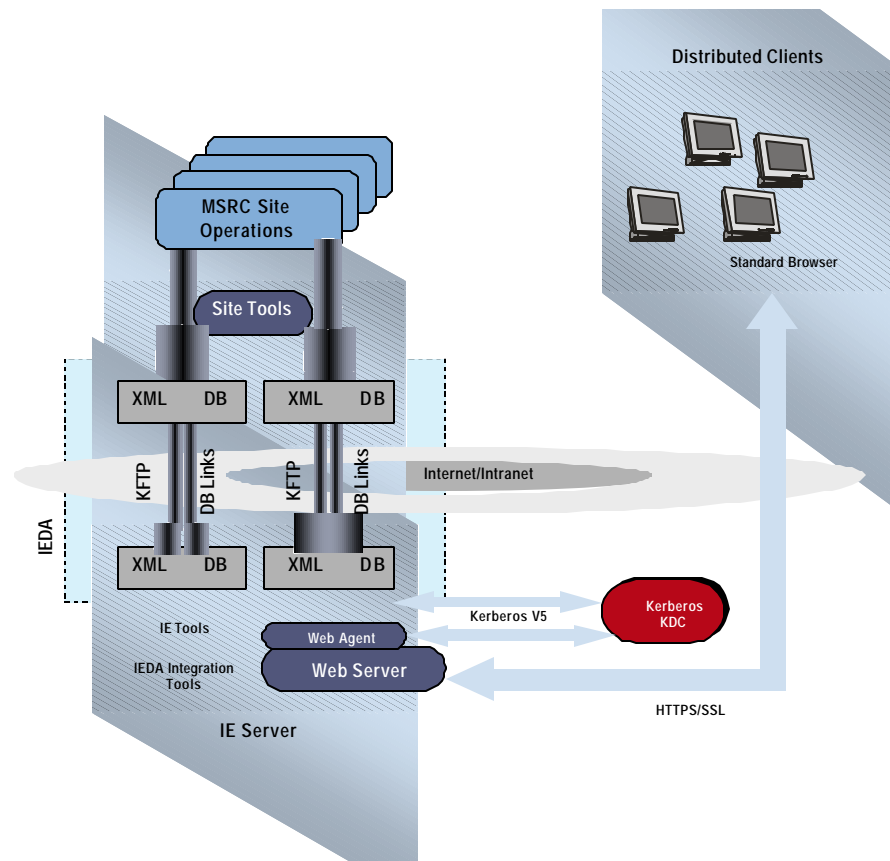 Distributed Clients
Standard Browser
MSRC Site
Operations
Site Tools
XML DB
XML DB
KFTP
DB Links
KFTP
DB Links
Internet/Intranet
IEDA
XML DB
XML DB
Kerberos V5
Kerberos
KDC
IE Tools
Web Agent
IEDA Integration
Tools
Web Server
HTTPS/SSL
IE Server